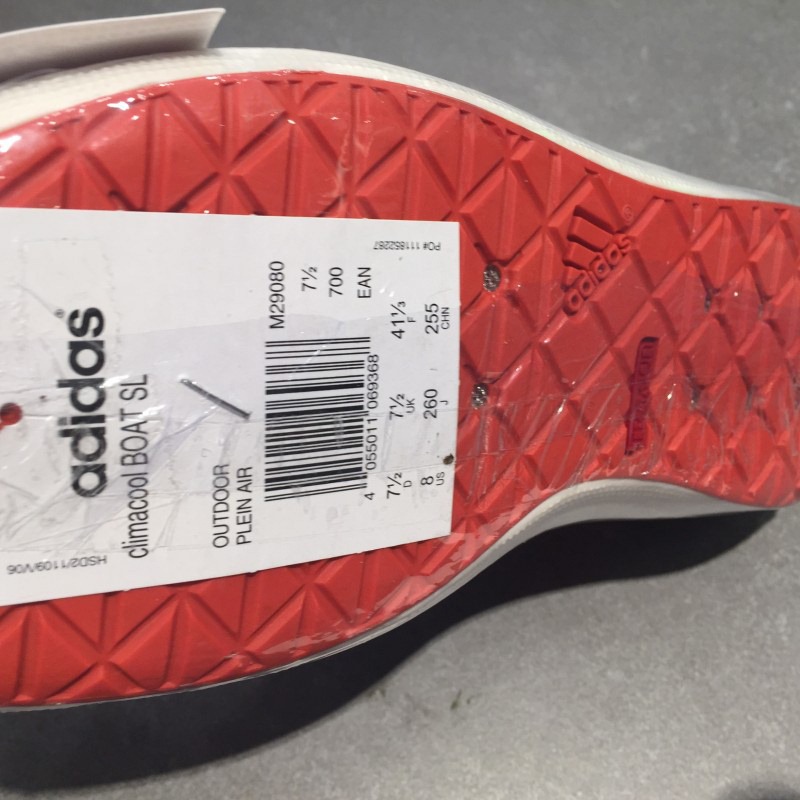 adidas®
climacool BOAT SL
OUTDOOR
PLEIN AIR
M29080
7½
700
EAN
4 055011 069368
7½ 7½ 41⅓
D UK F
8 260 255
US J CHN
HSD2/1109/V06
PO# 111852287
adidas®